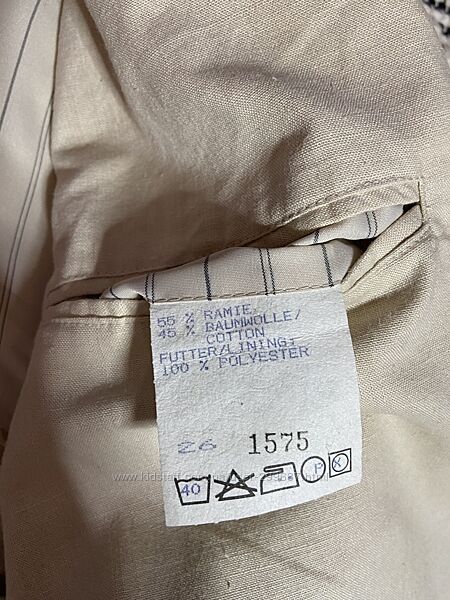 55 % RAMIE
45 % BAUMWOLLE/
COTTON
FUTTER/LINING:
100 % POLYESTER
26 1575
40 P K